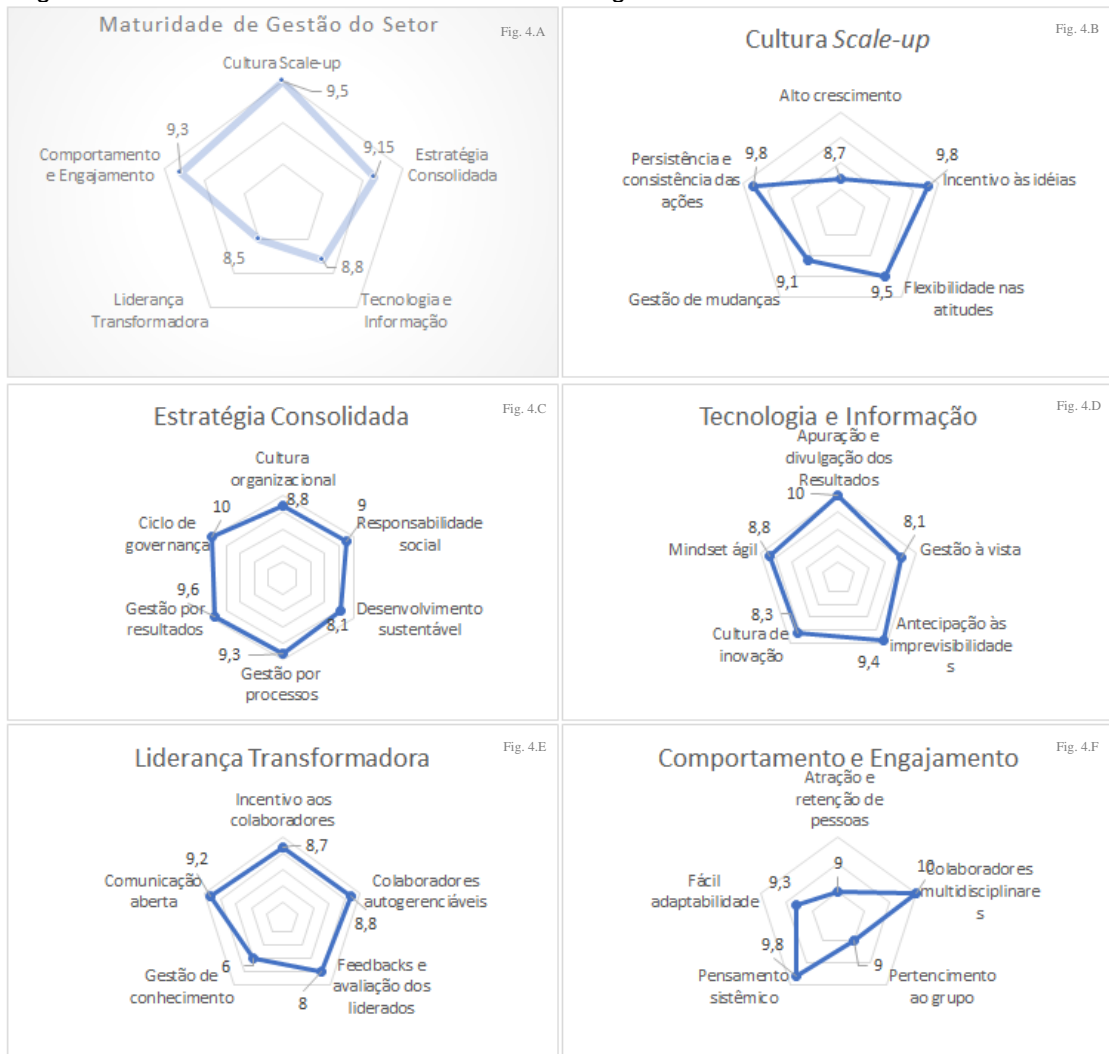 Maturidade de Gestão do Setor
Fig. 4.A
Cultura Scale-up
9,5
9,3
9,15
Comportamento
e Engajamento
Estratégia
Consolidada
8,5
8,8
Liderança
Transformadora
Tecnologia e
Informação
Cultura Scale-up
Fig. 4.B
Alto crescimento
9,8
8,7
9,8
Persistência e
consistência das
ações
Incentivo às idéias
9,1
9,5
Gestão de mudanças
Flexibilidade nas
atitudes
Estratégia Consolidada
Fig. 4.C
Cultura
organizacional
10
8,8
9
Ciclo de
governança
Responsabilidade
social
9,6
Gestão por
resultados
8,1
Desenvolvimento
sustentável
9,3
Gestão por
processos
Tecnologia e Informação
Fig. 4.D
Apuração e
divulgação dos
Resultados
10
8,8
8,1
Mindset ágil
Gestão à vista
8,3
Cultura de
inovação
9,4
Antecipação às
imprevisibilidade
s
Liderança Transformadora
Fig. 4.E
Incentivo aos
colaboradores
8,7
9,2
Comunicação
aberta
Colaboradores
autogerenciáveis
8,8
6
Gestão de
conhecimento
8
Feedbacks e
avaliação dos
liderados
Comportamento e Engajamento
Fig. 4.F
Atração e
retenção de
pessoas
9
9,3
10
Fácil
adaptabilidade
Colaboradores
multidisciplinare
s
9,8
9
Pensamento
sistêmico
Pertencimento
ao grupo